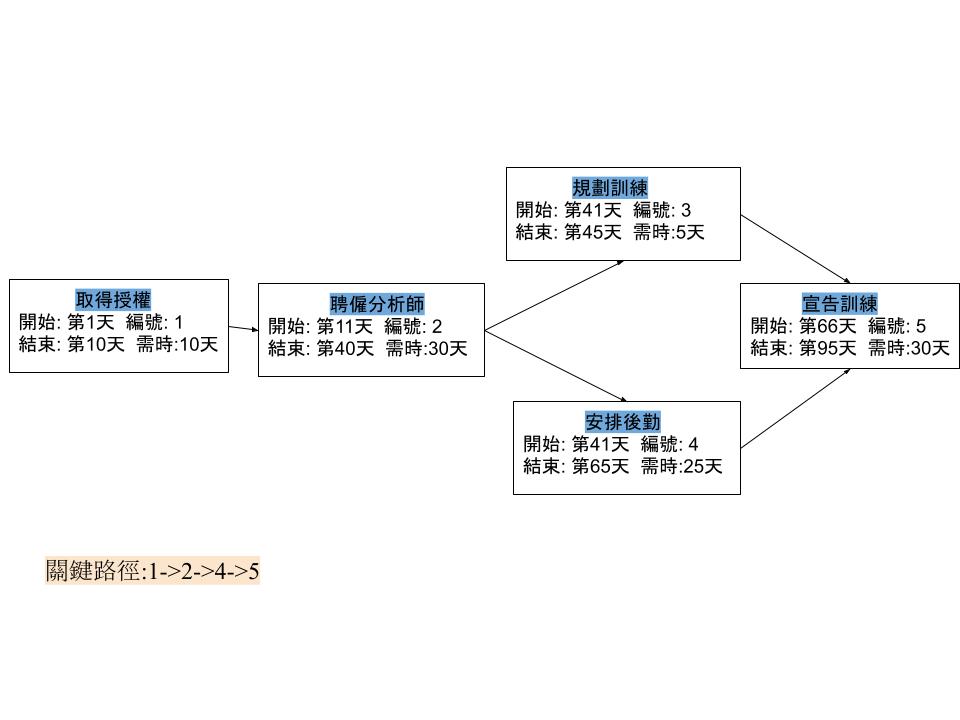 規劃訓練
開始: 第41天 編號: 3
結束: 第45天 需時:5天
取得授權
開始: 第1天 編號: 1
結束: 第10天 需時:10天
聘僱分析師
開始: 第11天 編號: 2
結束: 第40天 需時:30天
宣告訓練
開始: 第66天 編號: 5
結束: 第95天 需時:30天
安排後勤
開始: 第41天 編號: 4
結束: 第65天 需時:25天
關鍵路徑:1->2->4->5